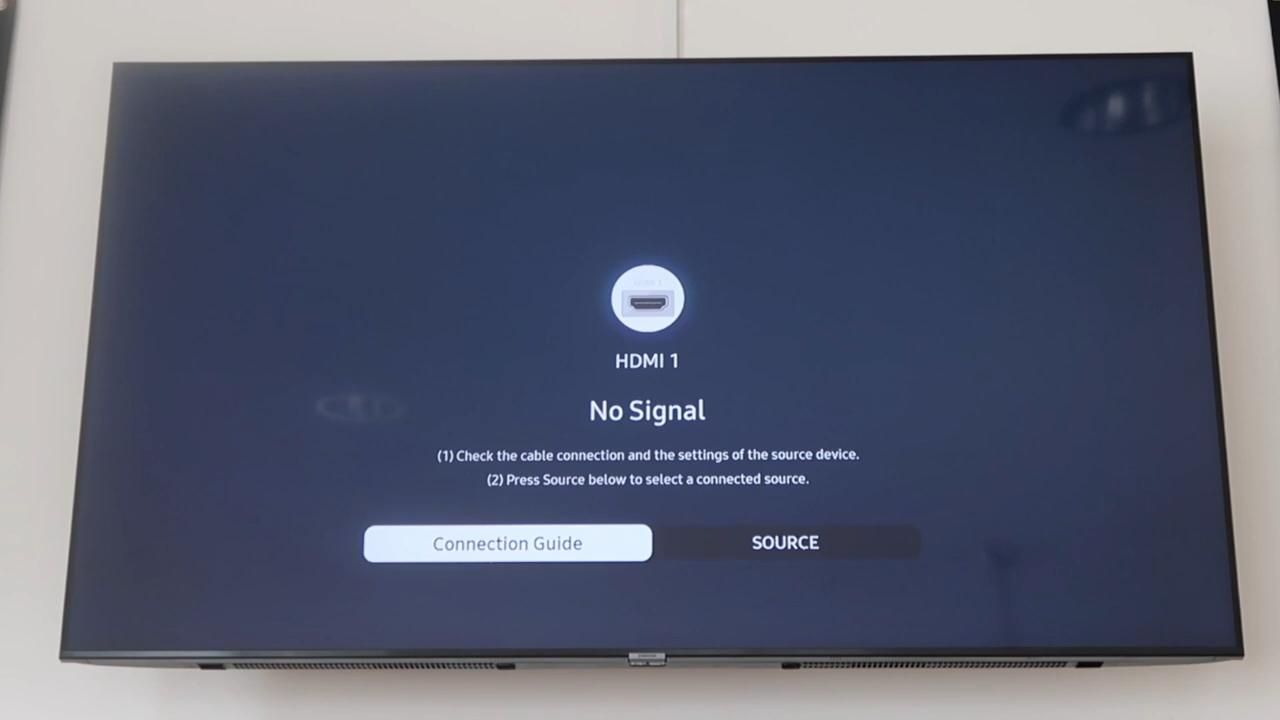 HDMI 1
No Signal
(1) Check the cable connection and the settings of the source device.
(2) Press Source below to select a connected source.
Connection Guide
SOURCE